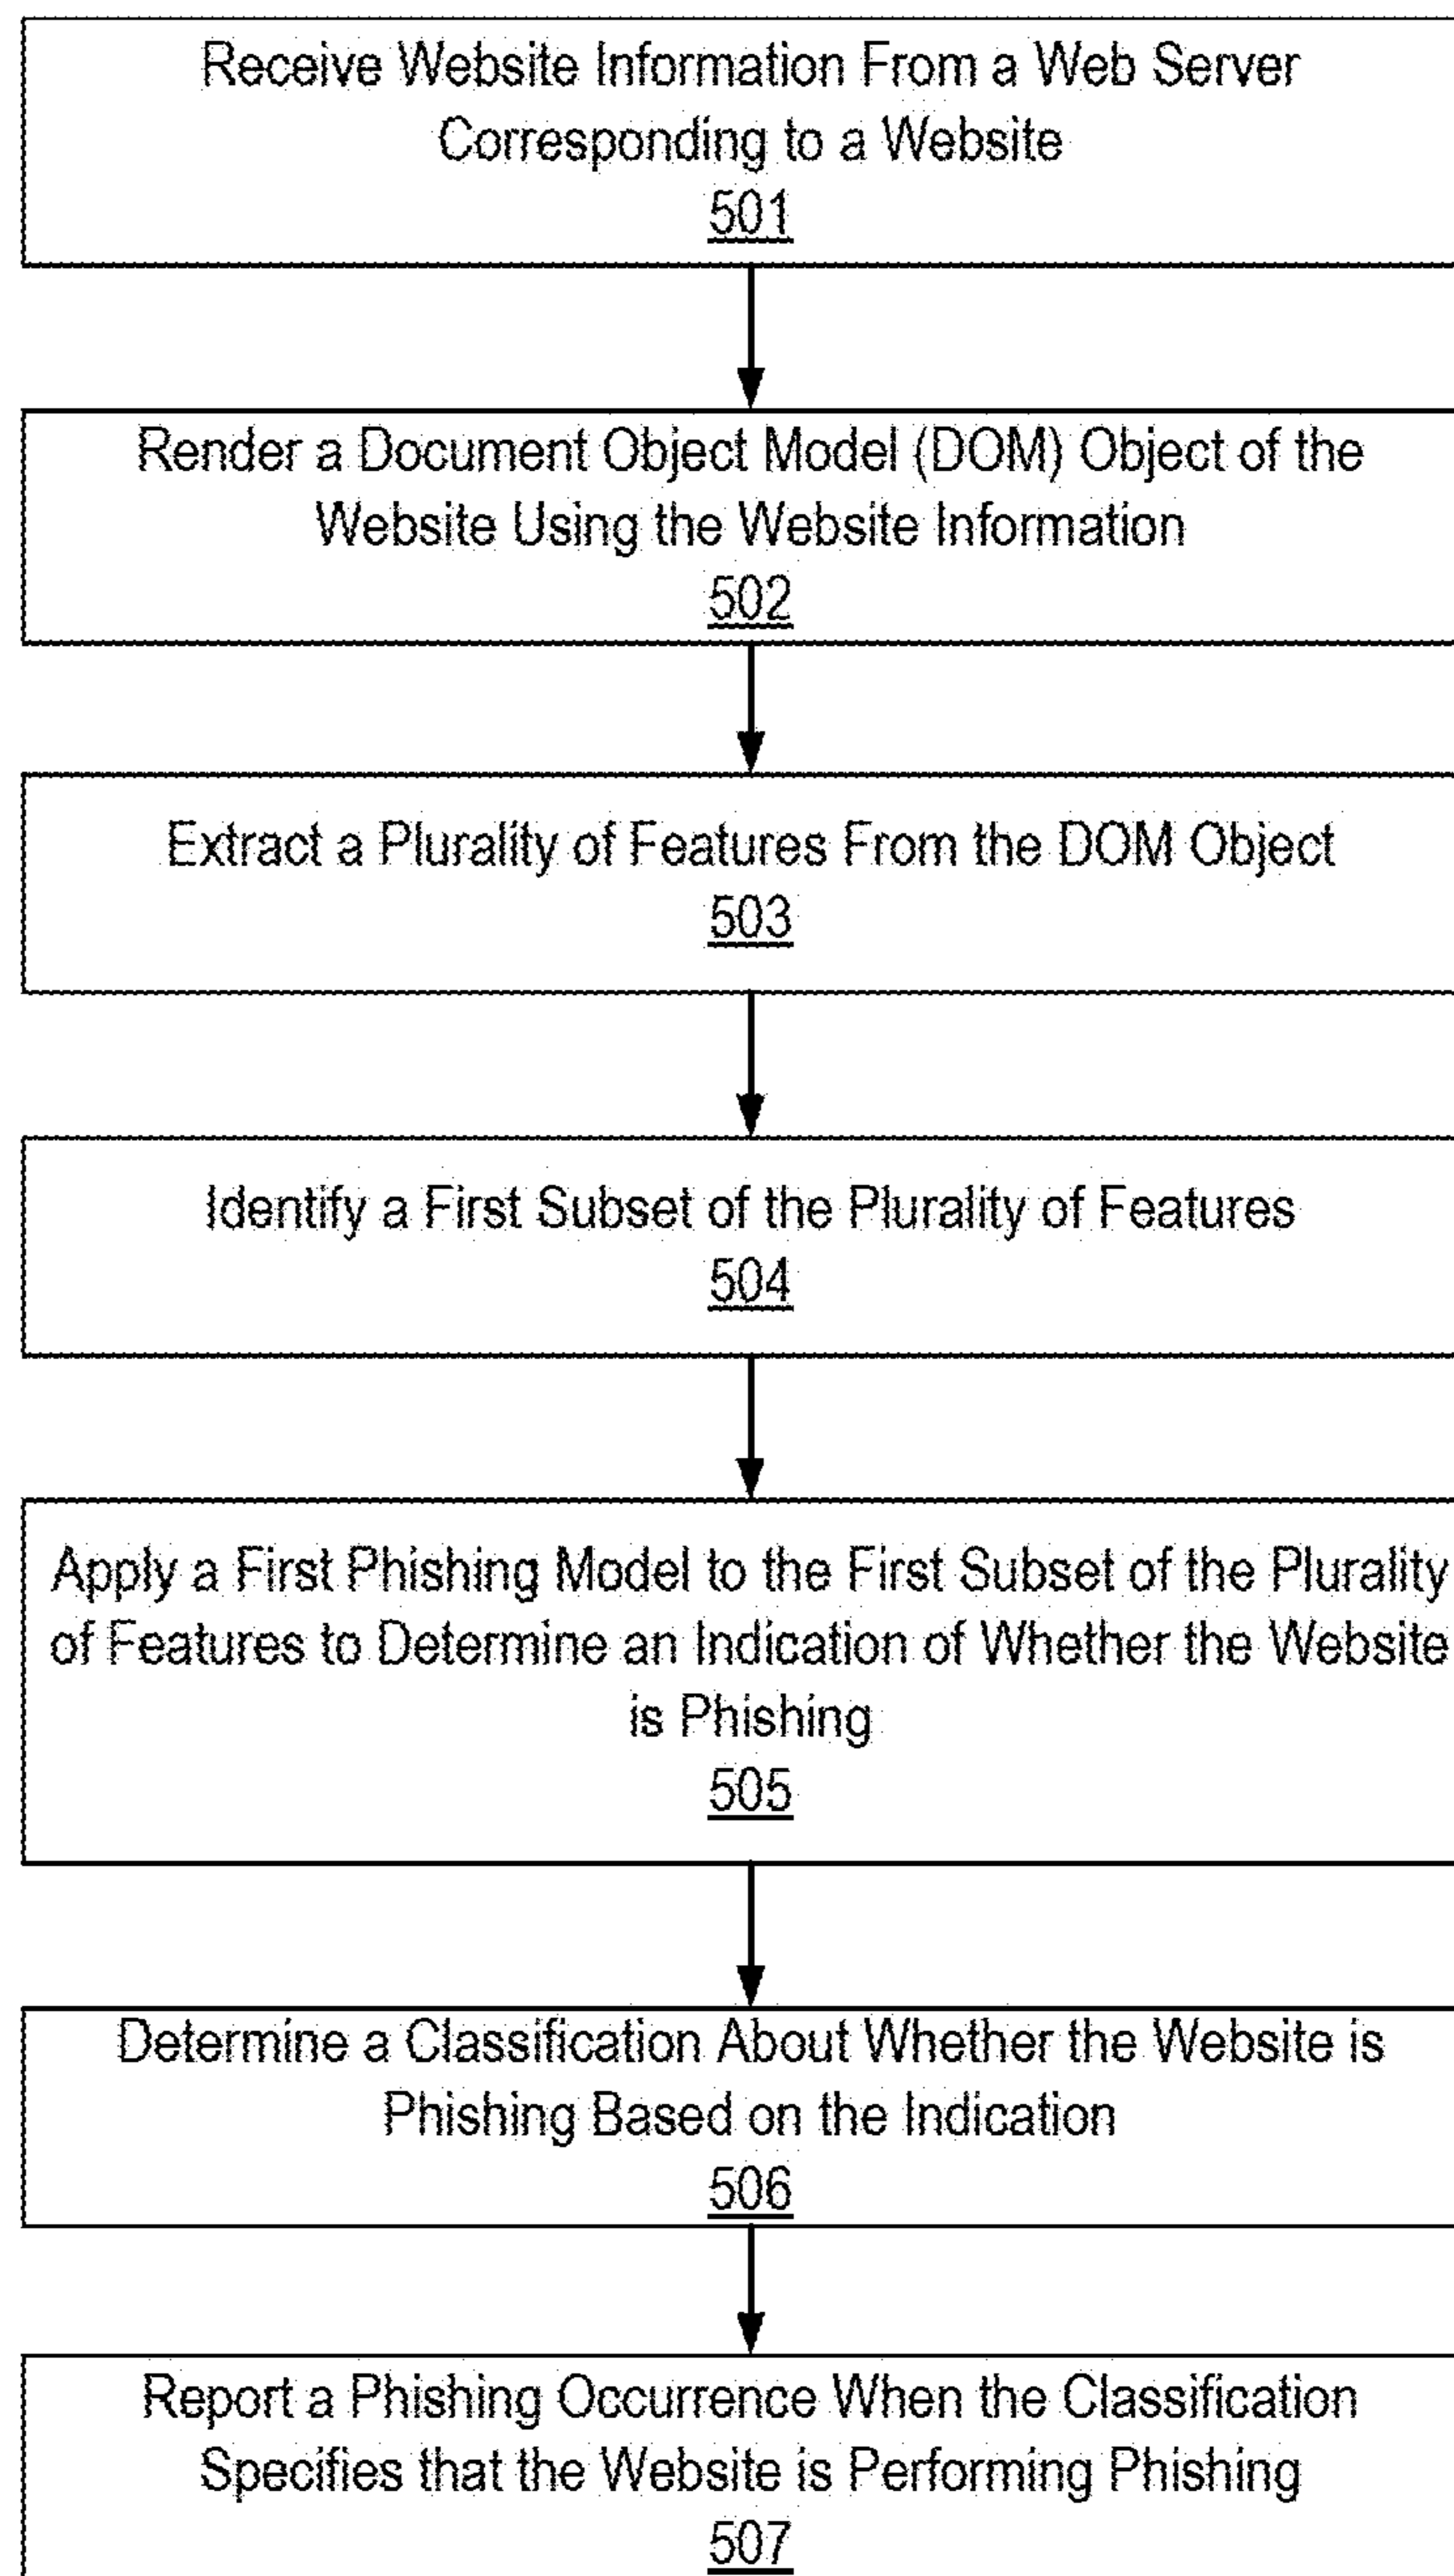 Receive Website Information From a Web Server
Corresponding to a Website
501
Render a Document Object Model (DOM) Object of the
Website Using the Website Information
502
Extract a Plurality of Features From the DOM Object
503
Identify a First Subset of the Plurality of Features
504
Apply a First Phishing Model to the First Subset of the Plurality
of Features to Determine an Indication of Whether the Website
is Phishing
505
Determine a Classification About Whether the Website is
Phishing Based on the Indication
506
Report a Phishing Occurrence When the Classification
Specifies that the Website is Performing Phishing
507